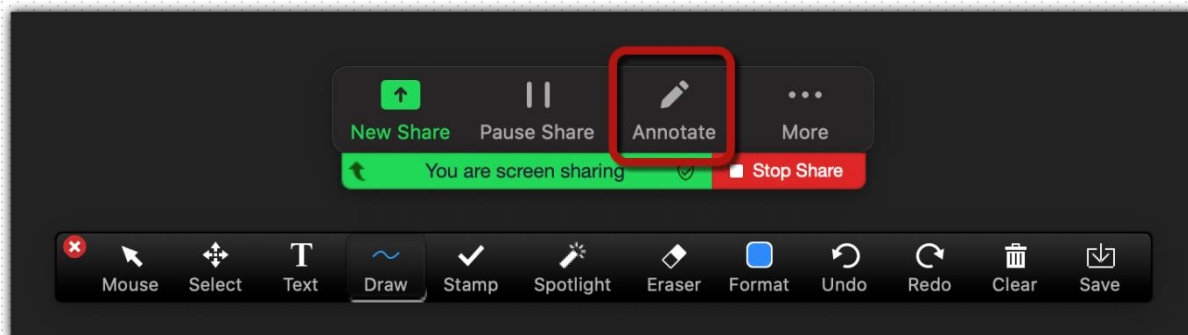 New Share Pause Share Annotate More
You are screen sharing Stop Share
Mouse Select Text Draw Stamp Spotlight Eraser Format Undo Redo Clear Save